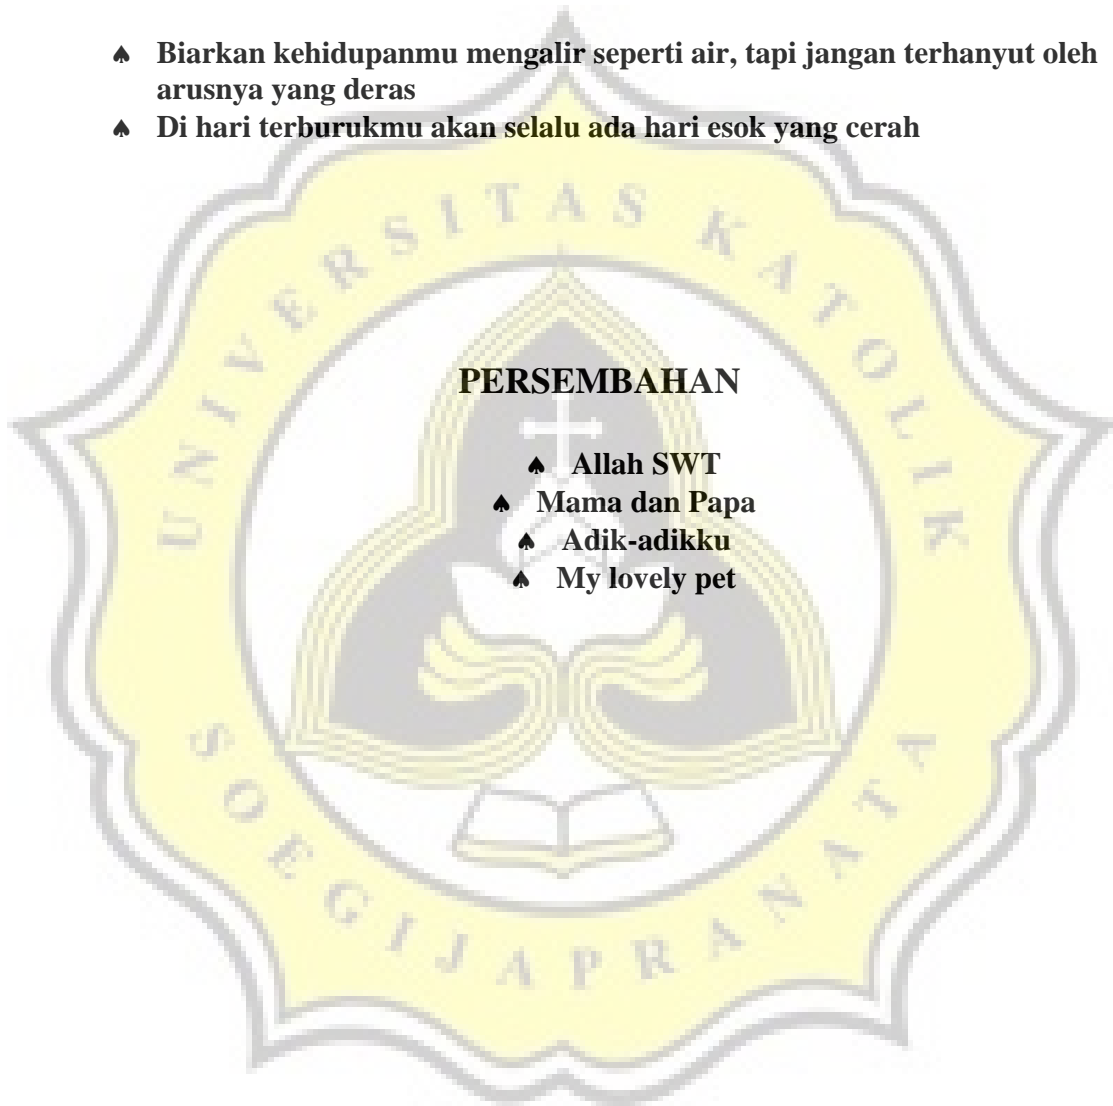 ♠ Biarkan kehidupanmu mengalir seperti air, tapi jangan terhanyut oleh
arusnya yang deras
♠ Di hari terburukmu akan selalu ada hari esok yang cerah
UNIVERSITAS KATOLIK
PERSEMBAHAN
♠ Allah SWT
♠ Mama dan Papa
♠ Adik-adikku
♠ My lovely pet
SOEGIJAPRANATA